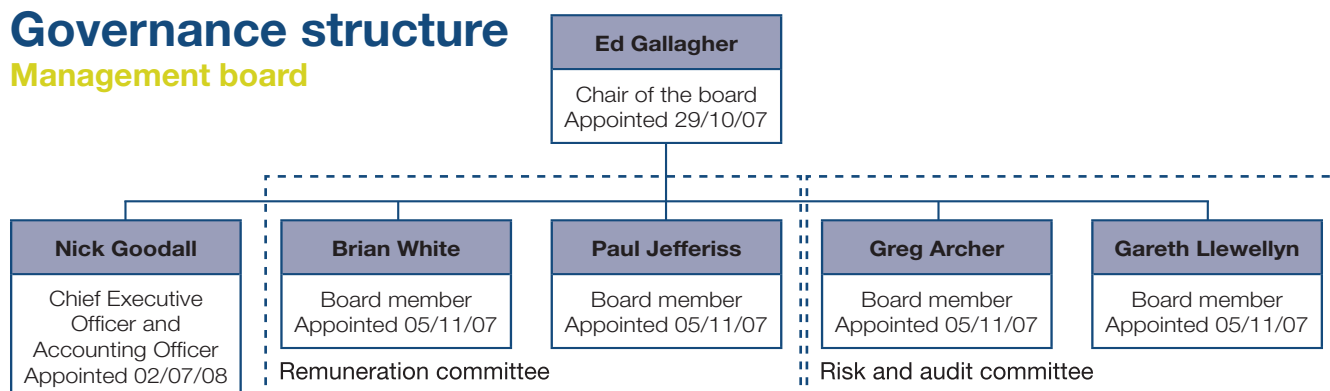 Governance structure
Management board
Ed Gallagher
Chair of the board
Appointed 29/10/07
Nick Goodall
Chief Executive
Officer and
Accounting Officer
Appointed 02/07/08
Brian White
Board member
Appointed 05/11/07
Paul Jefferiss
Board member
Appointed 05/11/07
Remuneration committee
Greg Archer
Board member
Appointed 05/11/07
Gareth Llewellyn
Board member
Appointed 05/11/07
Risk and audit committee